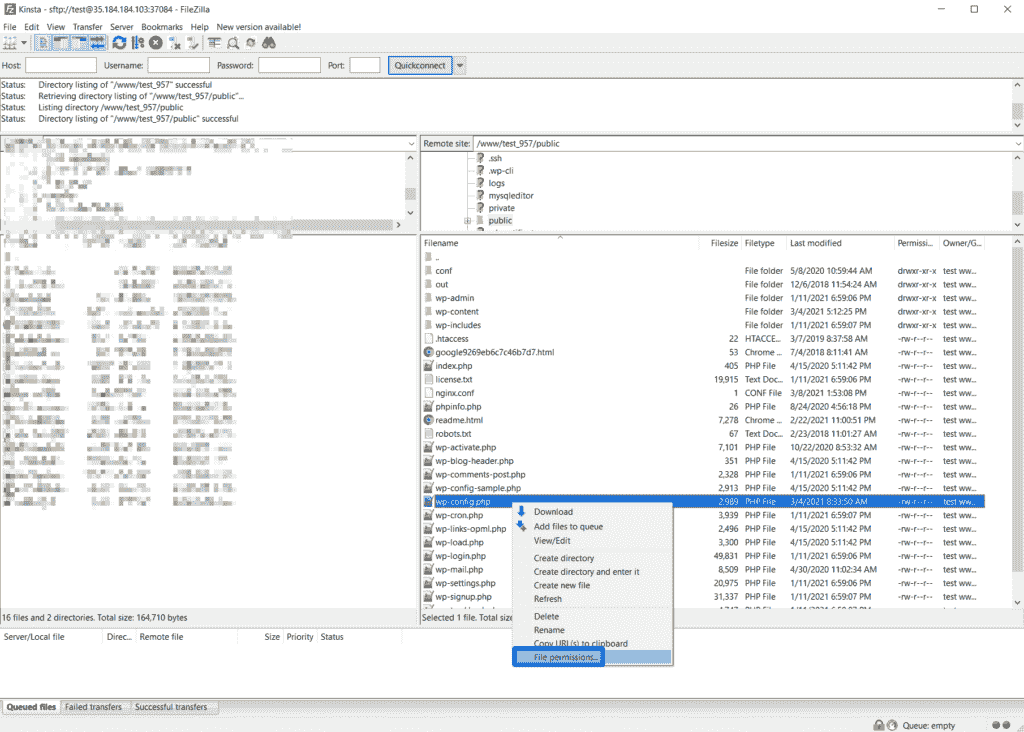 Kinsta - sftp://test@35.184.184.103:37084 - FileZilla
File Edit View Transfer Server Bookmarks Help New version available!
Host: Username: Password: Port: Quickconnect
Status: Directory listing of "/www/test_957" successful
Status: Retrieving directory listing of "/www/test_957/public"...
Status: Listing directory /www/test_957/public
Status: Directory listing of "/www/test_957/public" successful
Remote site: /www/test_957/public
.ssh
.wp-cli
logs
mysqleditor
private
public
Filename Filesize Filetype Last modified Permissi... Owner/G...
..
conf File folder 5/8/2020 10:59:44 AM drwxr-xr-x test ww...
out File folder 12/6/2018 11:54:24 AM drwxr-xr-x test ww...
wp-admin File folder 1/11/2021 6:59:06 PM drwxr-xr-x test ww...
wp-content File folder 3/4/2021 5:12:25 PM drwxr-xr-x test ww...
wp-includes File folder 1/11/2021 6:59:07 PM drwxr-xr-x test ww...
.htaccess 22 HTACCE... 3/7/2019 8:37:58 AM -rw-r--r-- test ww...
google9269eb6c7c46b7d7.html 53 Chrome ... 7/4/2018 8:11:41 AM -rw-r--r-- test ww...
index.php 405 PHP File 4/15/2020 5:11:42 PM -rw-r--r-- test ww...
license.txt 19,915 Text Doc... 1/11/2021 6:59:06 PM -rw-r--r-- test ww...
nginx.conf 1 CONF File 3/8/2021 1:53:08 PM -rw-r--r-- test ww...
phpinfo.php 26 PHP File 8/24/2020 4:56:18 PM -rw-r--r-- test ww...
readme.html 7,278 Chrome ... 2/22/2021 11:00:51 PM -rw-r--r-- test ww...
robots.txt 67 Text Doc... 2/23/2018 11:01:27 AM -rw-r--r-- test ww...
wp-activate.php 7,101 PHP File 10/22/2020 8:53:32 AM -rw-r--r-- test ww...
wp-blog-header.php 351 PHP File 4/15/2020 5:11:42 PM -rw-r--r-- test ww...
wp-comments-post.php 2,328 PHP File 1/11/2021 6:59:06 PM -rw-r--r-- test ww...
wp-config-sample.php 2,913 PHP File 4/15/2020 5:11:42 PM -rw-r--r-- test ww...
wp-config.php 2,989 PHP File 3/4/2021 8:33:50 AM -rw-r--r-- test ww...
wp-cron.php 3,939 PHP File 1/11/2021 6:59:07 PM -rw-r--r-- test ww...
wp-links-opml.php 2,496 PHP File 4/15/2020 5:11:42 PM -rw-r--r-- test ww...
wp-load.php 3,300 PHP File 4/15/2020 5:11:42 PM -rw-r--r-- test ww...
wp-login.php 49,831 PHP File 1/11/2021 6:59:06 PM -rw-r--r-- test ww...
wp-mail.php 8,509 PHP File 4/30/2020 11:02:34 AM -rw-r--r-- test ww...
wp-settings.php 20,975 PHP File 1/11/2021 6:59:06 PM -rw-r--r-- test ww...
wp-signup.php 31,337 PHP File 1/11/2021 6:59:06 PM -rw-r--r-- test ww...
Download
Add files to queue
View/Edit
Create directory
Create directory and enter it
Create new file
Refresh
Delete
Rename
Copy URL(s) to clipboard
File permissions...
16 files and 2 directories. Total size: 164,710 bytes
Selected 1 file. Total size
Server/Local file Direc... Remote file Size Priority Status
Queued files Failed transfers Successful transfers
Queue: empty